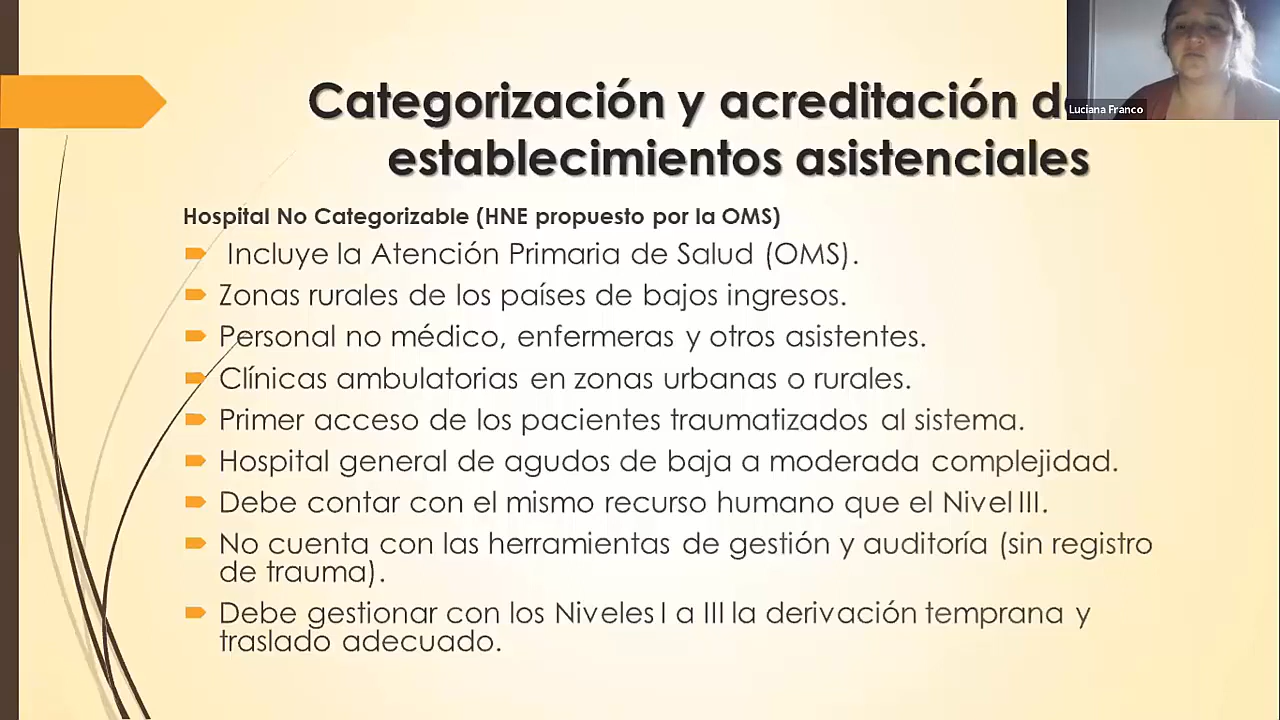 Categorización y acreditación
establecimientos asistenciales
Luciana Franco
Hospital No Categorizable (HNE propuesto por la OMS)
Incluye la Atención Primaria de Salud (OMS).
Zonas rurales de los países de bajos ingresos.
Personal no médico, enfermeras y otros asistentes.
Clínicas ambulatorias en zonas urbanas o rurales.
Primer acceso de los pacientes traumatizados al sistema.
Hospital general de agudos de baja a moderada complejidad.
Debe contar con el mismo recurso humano que el Nivel III.
No cuenta con las herramientas de gestión y auditoría (sin registro
de trauma).
Debe gestionar con los Niveles I a III la derivación temprana y
traslado adecuado.